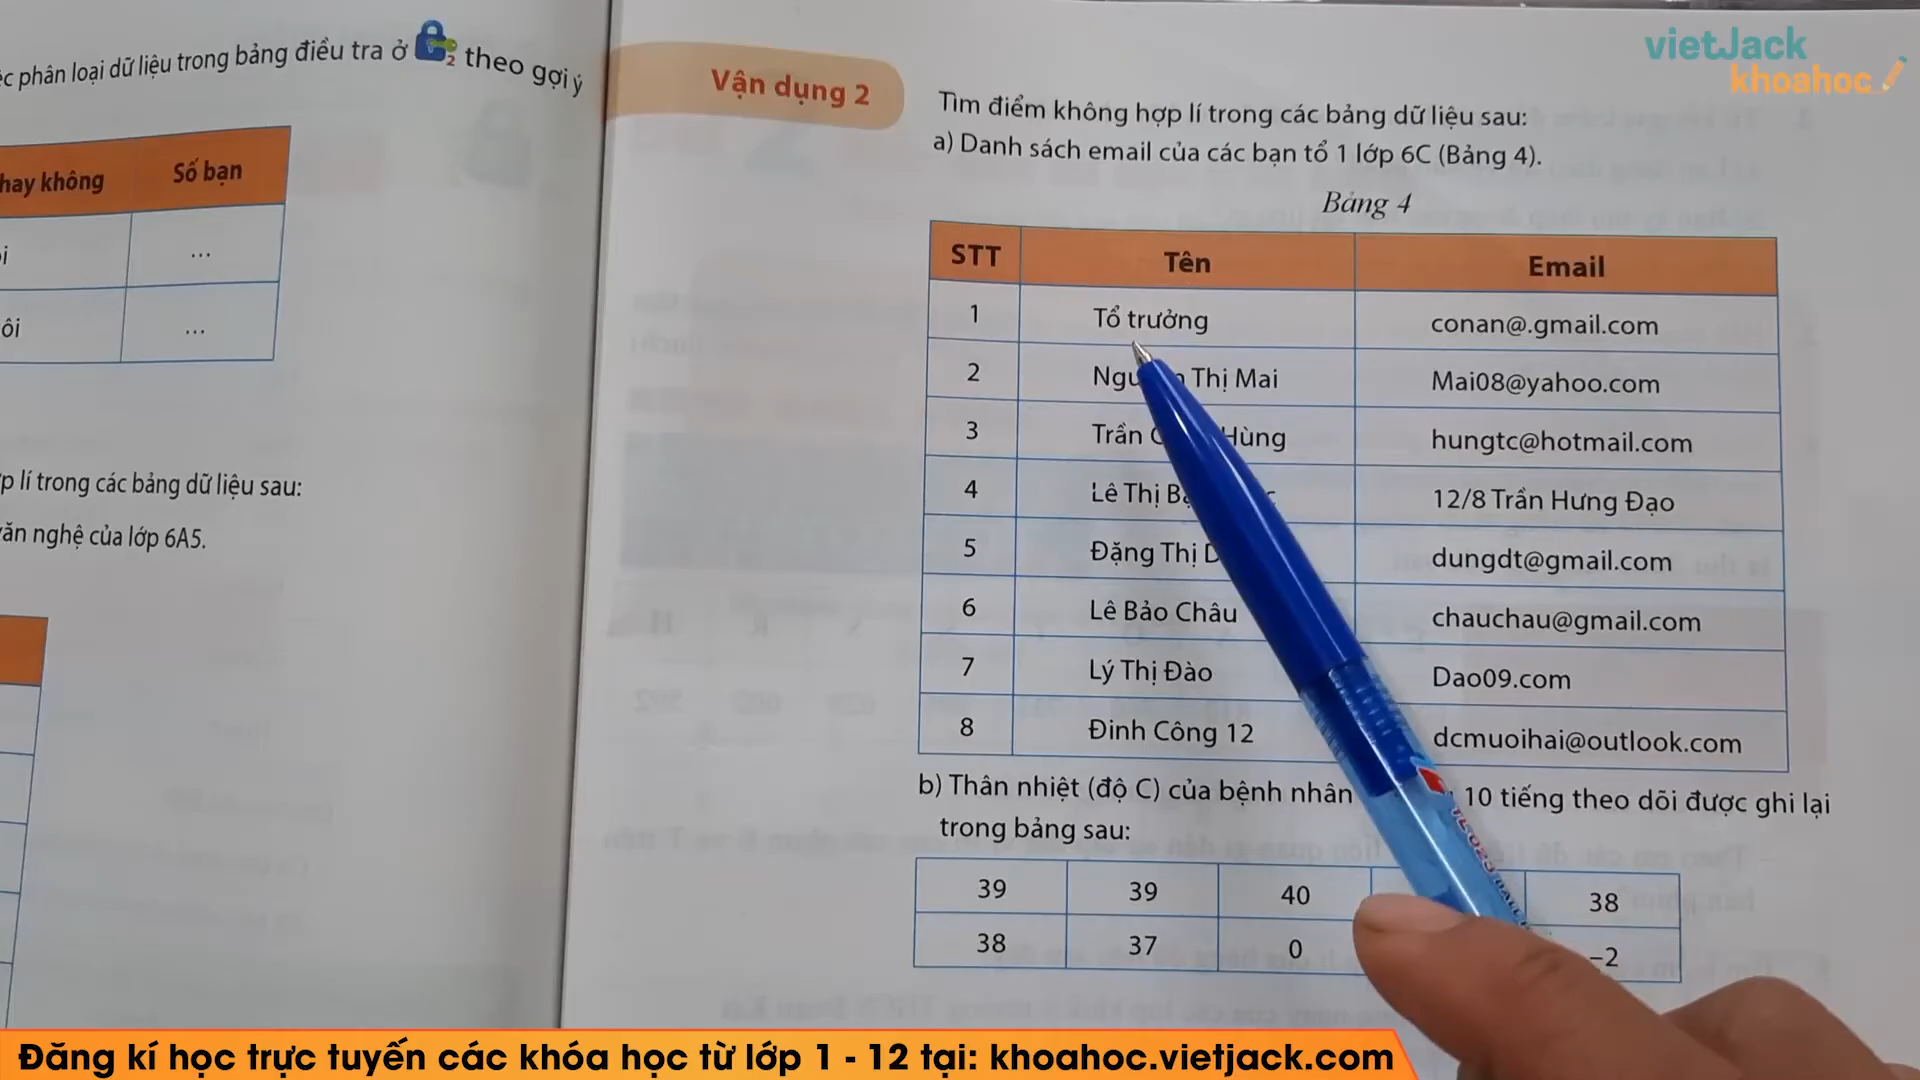 vietJack
khoahoc
phân loại dữ liệu trong bảng điều tra ở 2 theo gợi ý
hay không Số bạn
...
...
lí trong các bảng dữ liệu sau:
văn nghệ của lớp 6A5.
Vận dụng 2
Tìm điểm không hợp lí trong các bảng dữ liệu sau:
a) Danh sách email của các bạn tổ 1 lớp 6C (Bảng 4).
Bảng 4
STT Tên Email
1 Tổ trưởng conan@.gmail.com
2 Thị Mai Mai08@yahoo.com
3 Trần Hùng hungtc@hotmail.com
4 Lê Thị 12/8 Trần Hưng Đạo
5 Đặng Thị dungdt@gmail.com
6 Lê Bảo Châu chauchau@gmail.com
7 Lý Thị Đào Dao09.com
8 Đinh Công 12 dcmuoihai@outlook.com
b) Thân nhiệt (độ C) của bệnh nhân 10 tiếng theo dõi được ghi lại
trong bảng sau:
39 39 40 38
38 37 0 –2
Đăng kí học trực tuyến các khóa học từ lớp 1 - 12 tại: khoahoc.vietjack.com